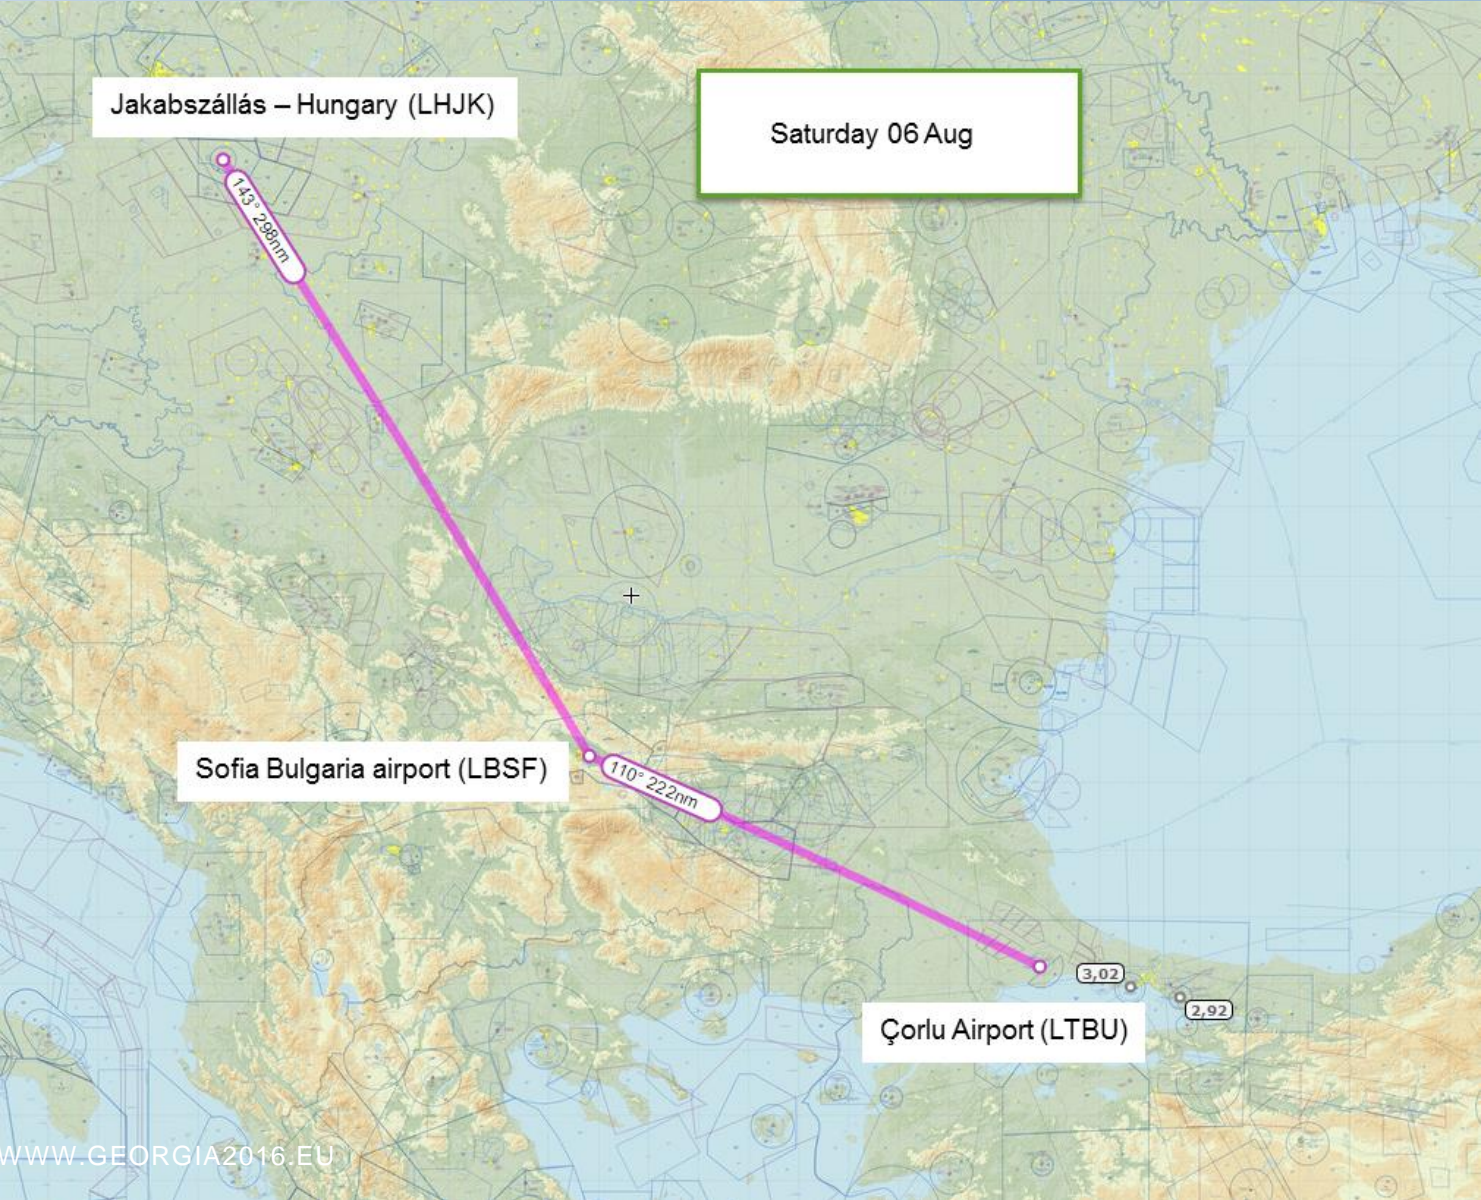 Jakabszállás – Hungary (LHJK)
Saturday 06 Aug
143° 298nm
Sofia Bulgaria airport (LBSF)
110° 222nm
3,02
2,92
Çorlu Airport (LTBU)
WWW.GEORGIA2016.EU